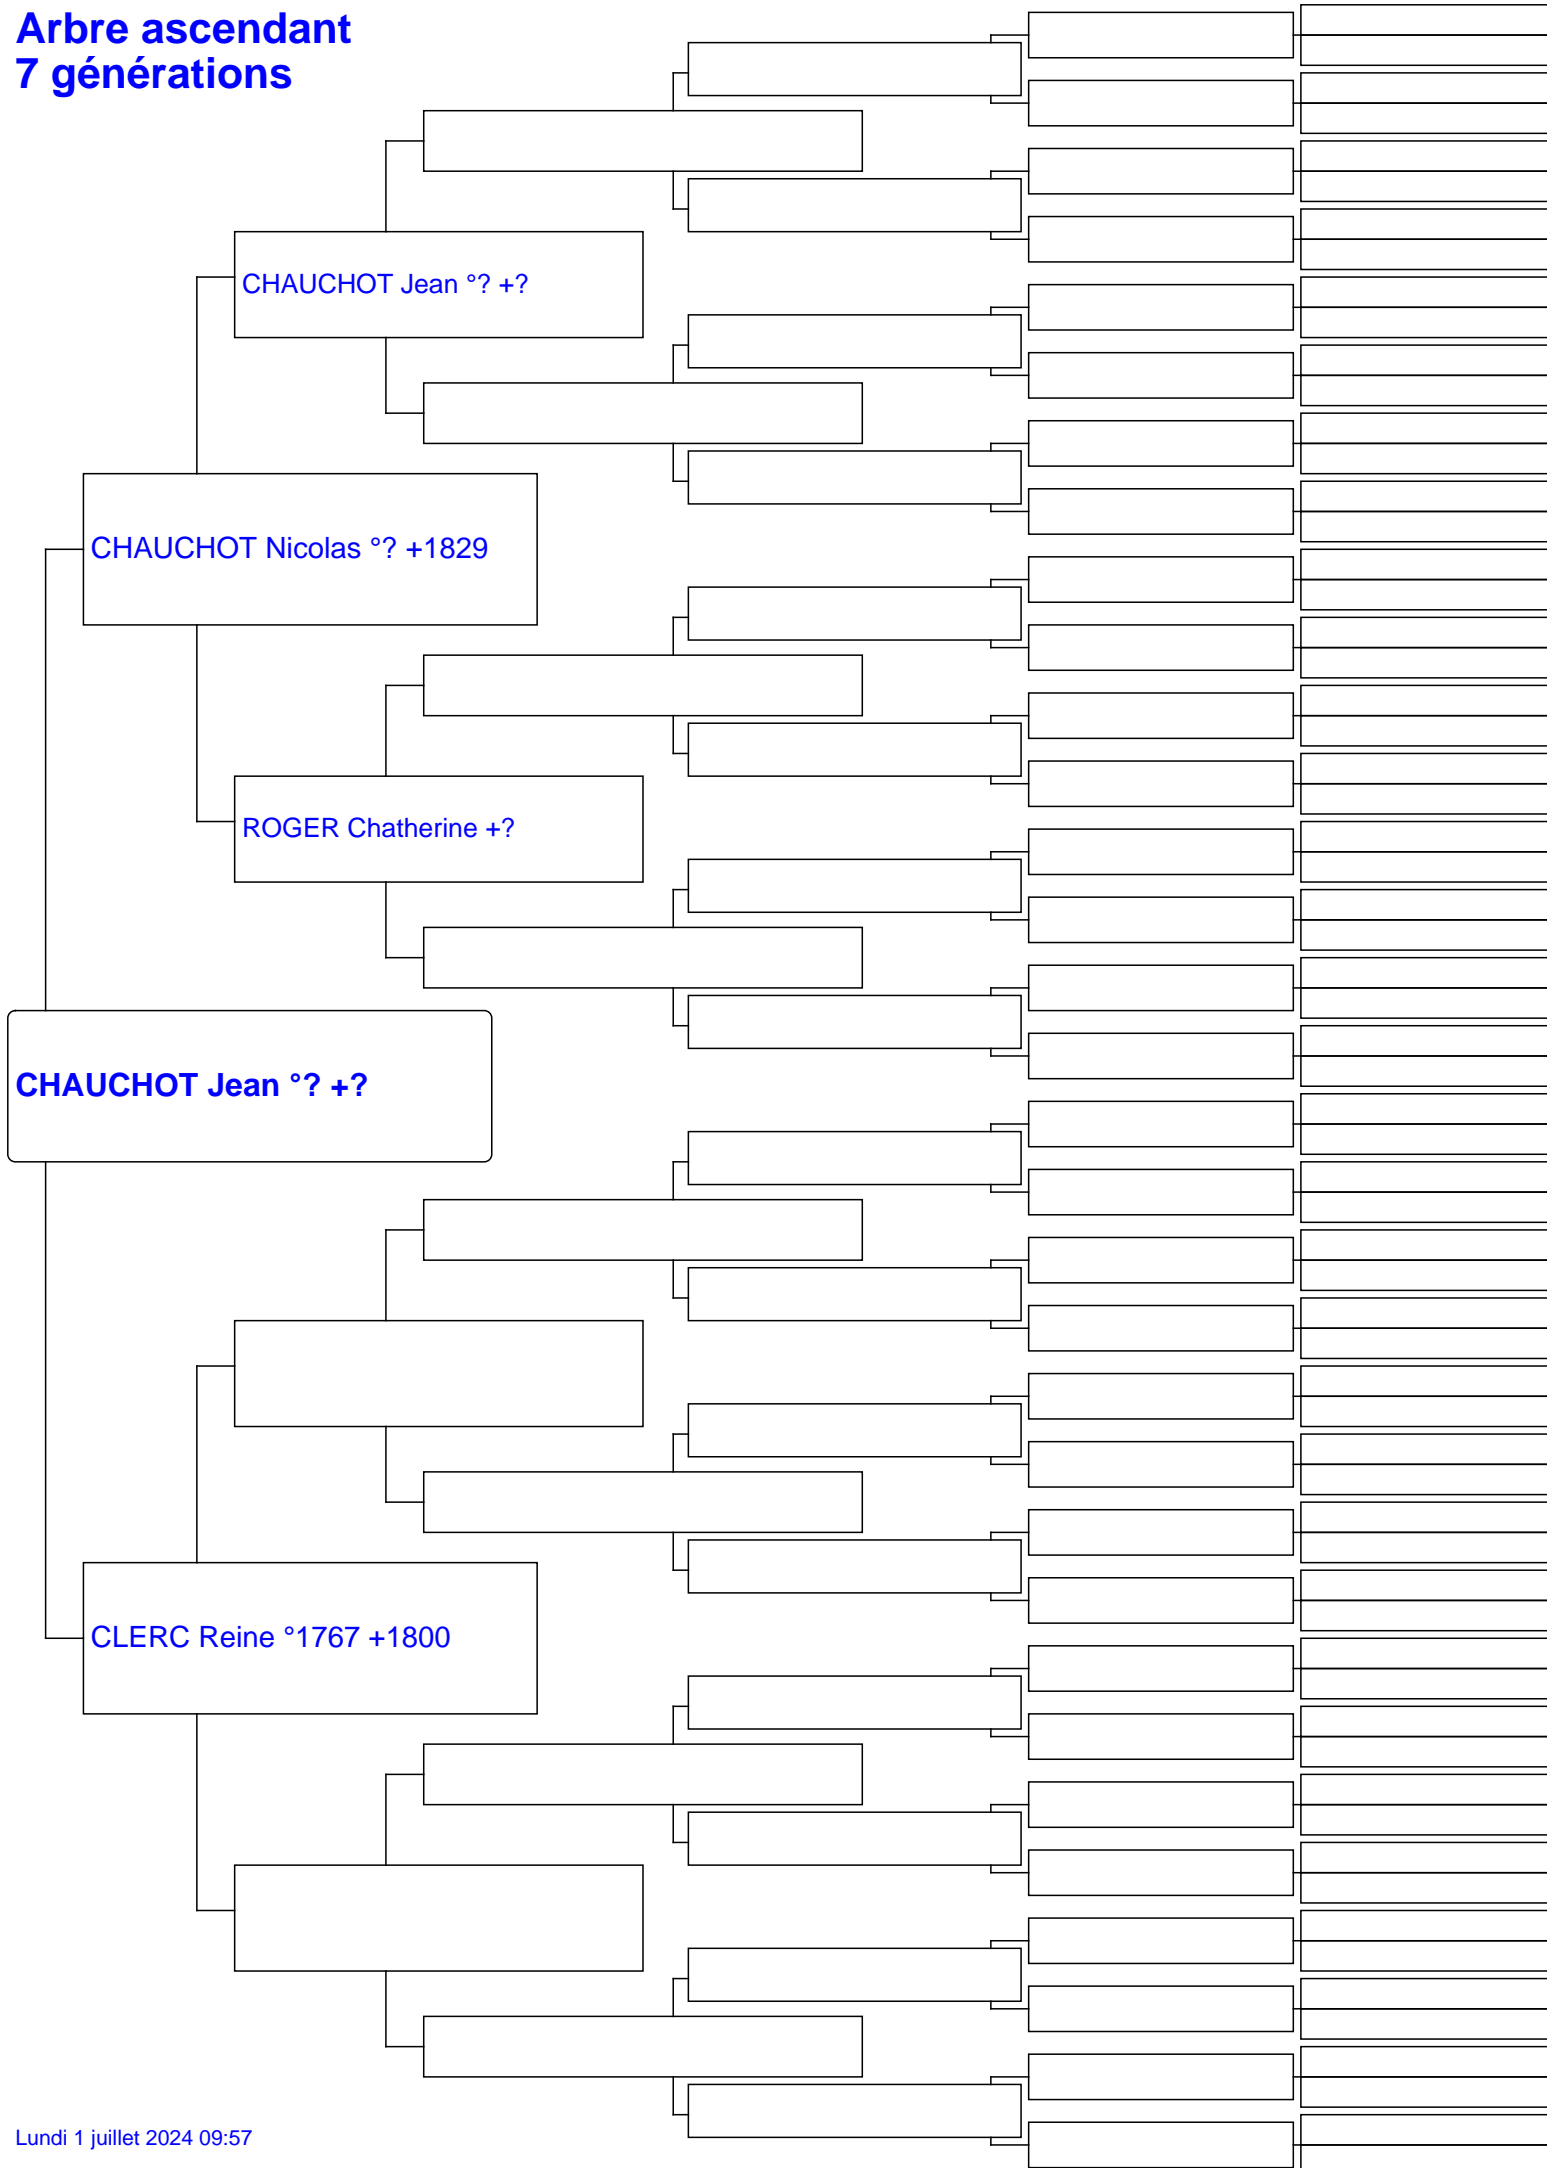 Arbre ascendant
7 générations
CHAUCHOT Jean °? +?
CHAUCHOT Nicolas °? +1829
ROGER Chatherine +?
CHAUCHOT Jean °? +?
CLERC Reine °1767 +1800
Lundi 1 juillet 2024 09:57